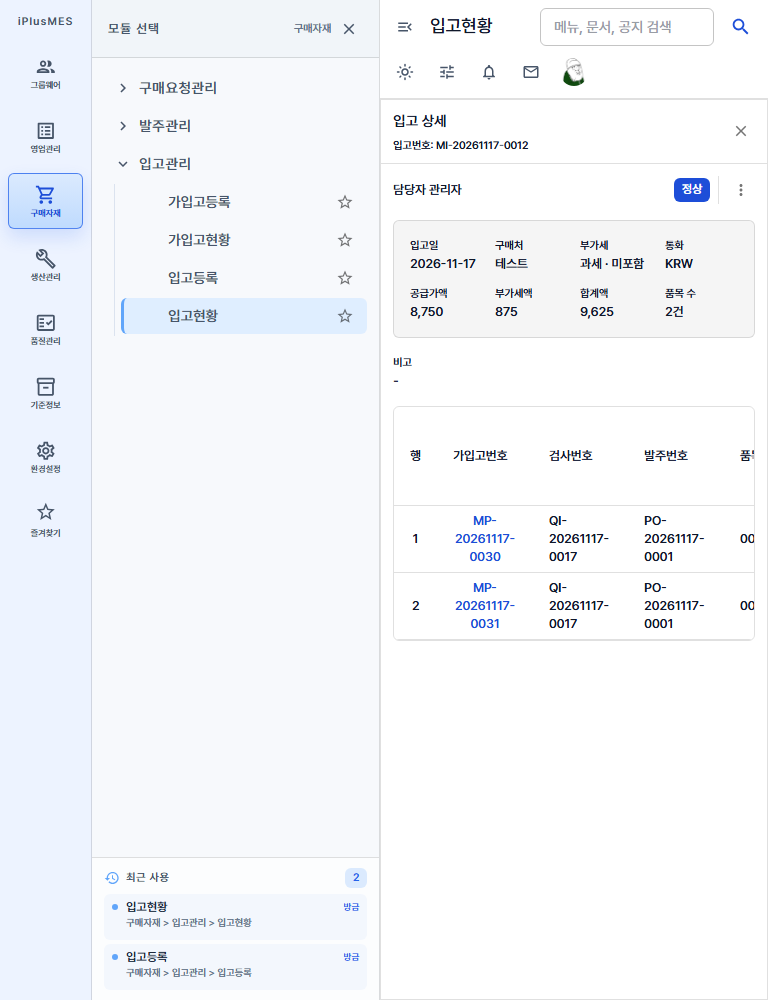 iPlusMES
그룹웨어
영업관리
구매자재
생산관리
품질관리
기준정보
환경설정
즐겨찾기
모듈 선택
구매자재
구매요청관리
발주관리
입고관리
가입고등록
가입고현황
입고등록
입고현황
최근 사용
2
입고현황
방금
구매자재 > 입고관리 > 입고현황
입고등록
방금
구매자재 > 입고관리 > 입고등록
입고현황
메뉴, 문서, 공지 검색
입고 상세
입고번호: MI-20261117-0012
담당자 관리자
정상
입고일 구매처 부가세 통화
2026-11-17 테스트 과세 · 미포함 KRW
공급가액 부가세액 합계액 품목 수
8,750 875 9,625 2건
비고
-
행 가입고번호 검사번호 발주번호
MP- QI- PO-
1 20261117- 20261117- 20261117- 00
0030 0017 0001
MP- QI- PO-
2 20261117- 20261117- 20261117- 00
0031 0017 0001